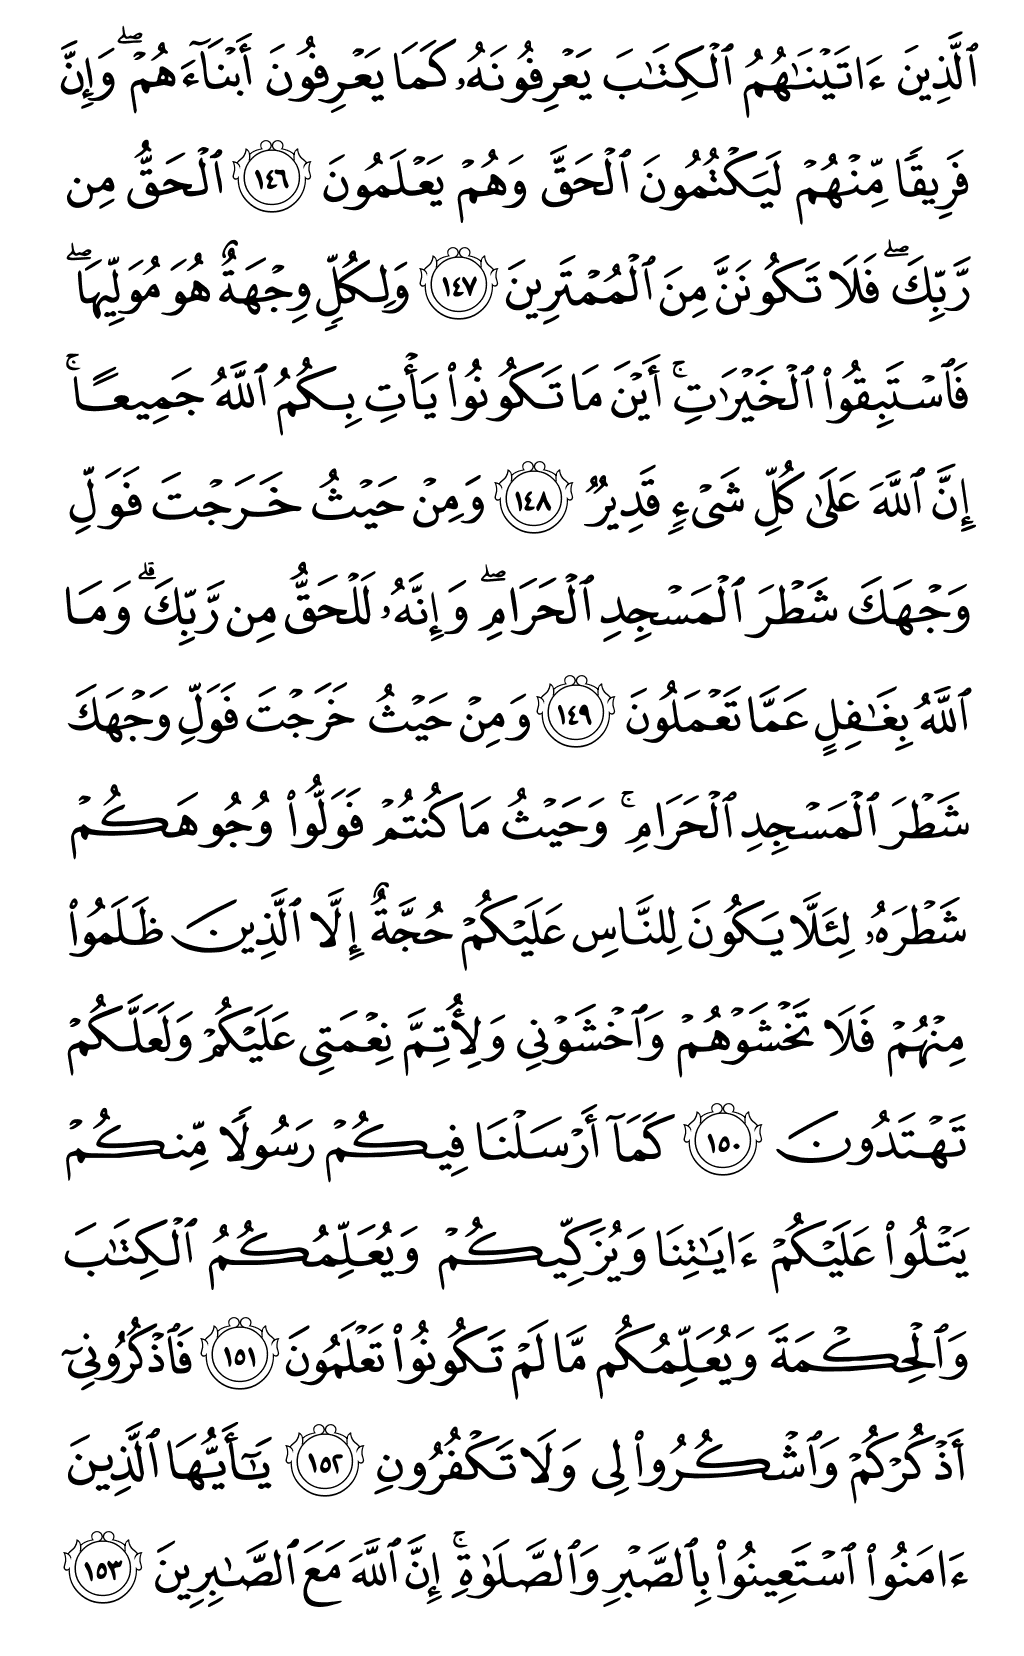 ٱلَّذِينَ ءَاتَيْنَٰهُمُ ٱلْكِتَٰبَ يَعْرِفُونَهُۥ كَمَا يَعْرِفُونَ أَبْنَآءَهُمْ ۖ وَإِنَّ
فَرِيقًا مِّنْهُمْ لَيَكْتُمُونَ ٱلْحَقَّ وَهُمْ يَعْلَمُونَ ١٤٦ ٱلْحَقُّ مِن
رَّبِّكَ ۖ فَلَا تَكُونَنَّ مِنَ ٱلْمُمْتَرِينَ ١٤٧ وَلِكُلٍّ وِجْهَةٌ هُوَ مُوَلِّيهَا ۖ
فَٱسْتَبِقُوا۟ ٱلْخَيْرَٰتِ ۚ أَيْنَ مَا تَكُونُوا۟ يَأْتِ بِكُمُ ٱللَّهُ جَمِيعًا ۚ
إِنَّ ٱللَّهَ عَلَىٰ كُلِّ شَىْءٍ قَدِيرٌ ١٤٨ وَمِنْ حَيْثُ خَرَجْتَ فَوَلِّ
وَجْهَكَ شَطْرَ ٱلْمَسْجِدِ ٱلْحَرَامِ ۖ وَإِنَّهُۥ لَلْحَقُّ مِن رَّبِّكَ ۗ وَمَا
ٱللَّهُ بِغَٰفِلٍ عَمَّا تَعْمَلُونَ ١٤٩ وَمِنْ حَيْثُ خَرَجْتَ فَوَلِّ وَجْهَكَ
شَطْرَ ٱلْمَسْجِدِ ٱلْحَرَامِ ۚ وَحَيْثُ مَا كُنتُمْ فَوَلُّوا۟ وُجُوهَكُمْ
شَطْرَهُۥ لِئَلَّا يَكُونَ لِلنَّاسِ عَلَيْكُمْ حُجَّةٌ إِلَّا ٱلَّذِينَ ظَلَمُوا۟
مِنْهُمْ فَلَا تَخْشَوْهُمْ وَٱخْشَوْنِى وَلِأُتِمَّ نِعْمَتِى عَلَيْكُمْ وَلَعَلَّكُمْ
تَهْتَدُونَ ١٥٠ كَمَآ أَرْسَلْنَا فِيكُمْ رَسُولًا مِّنكُمْ
يَتْلُوا۟ عَلَيْكُمْ ءَايَٰتِنَا وَيُزَكِّيكُمْ وَيُعَلِّمُكُمُ ٱلْكِتَٰبَ
وَٱلْحِكْمَةَ وَيُعَلِّمُكُم مَّا لَمْ تَكُونُوا۟ تَعْلَمُونَ ١٥١ فَٱذْكُرُونِىٓ
أَذْكُرْكُمْ وَٱشْكُرُوا۟ لِى وَلَا تَكْفُرُونِ ١٥٢ يَٰٓأَيُّهَا ٱلَّذِينَ
ءَامَنُوا۟ ٱسْتَعِينُوا۟ بِٱلصَّبْرِ وَٱلصَّلَوٰةِ ۚ إِنَّ ٱللَّهَ مَعَ ٱلصَّٰبِرِينَ ١٥٣